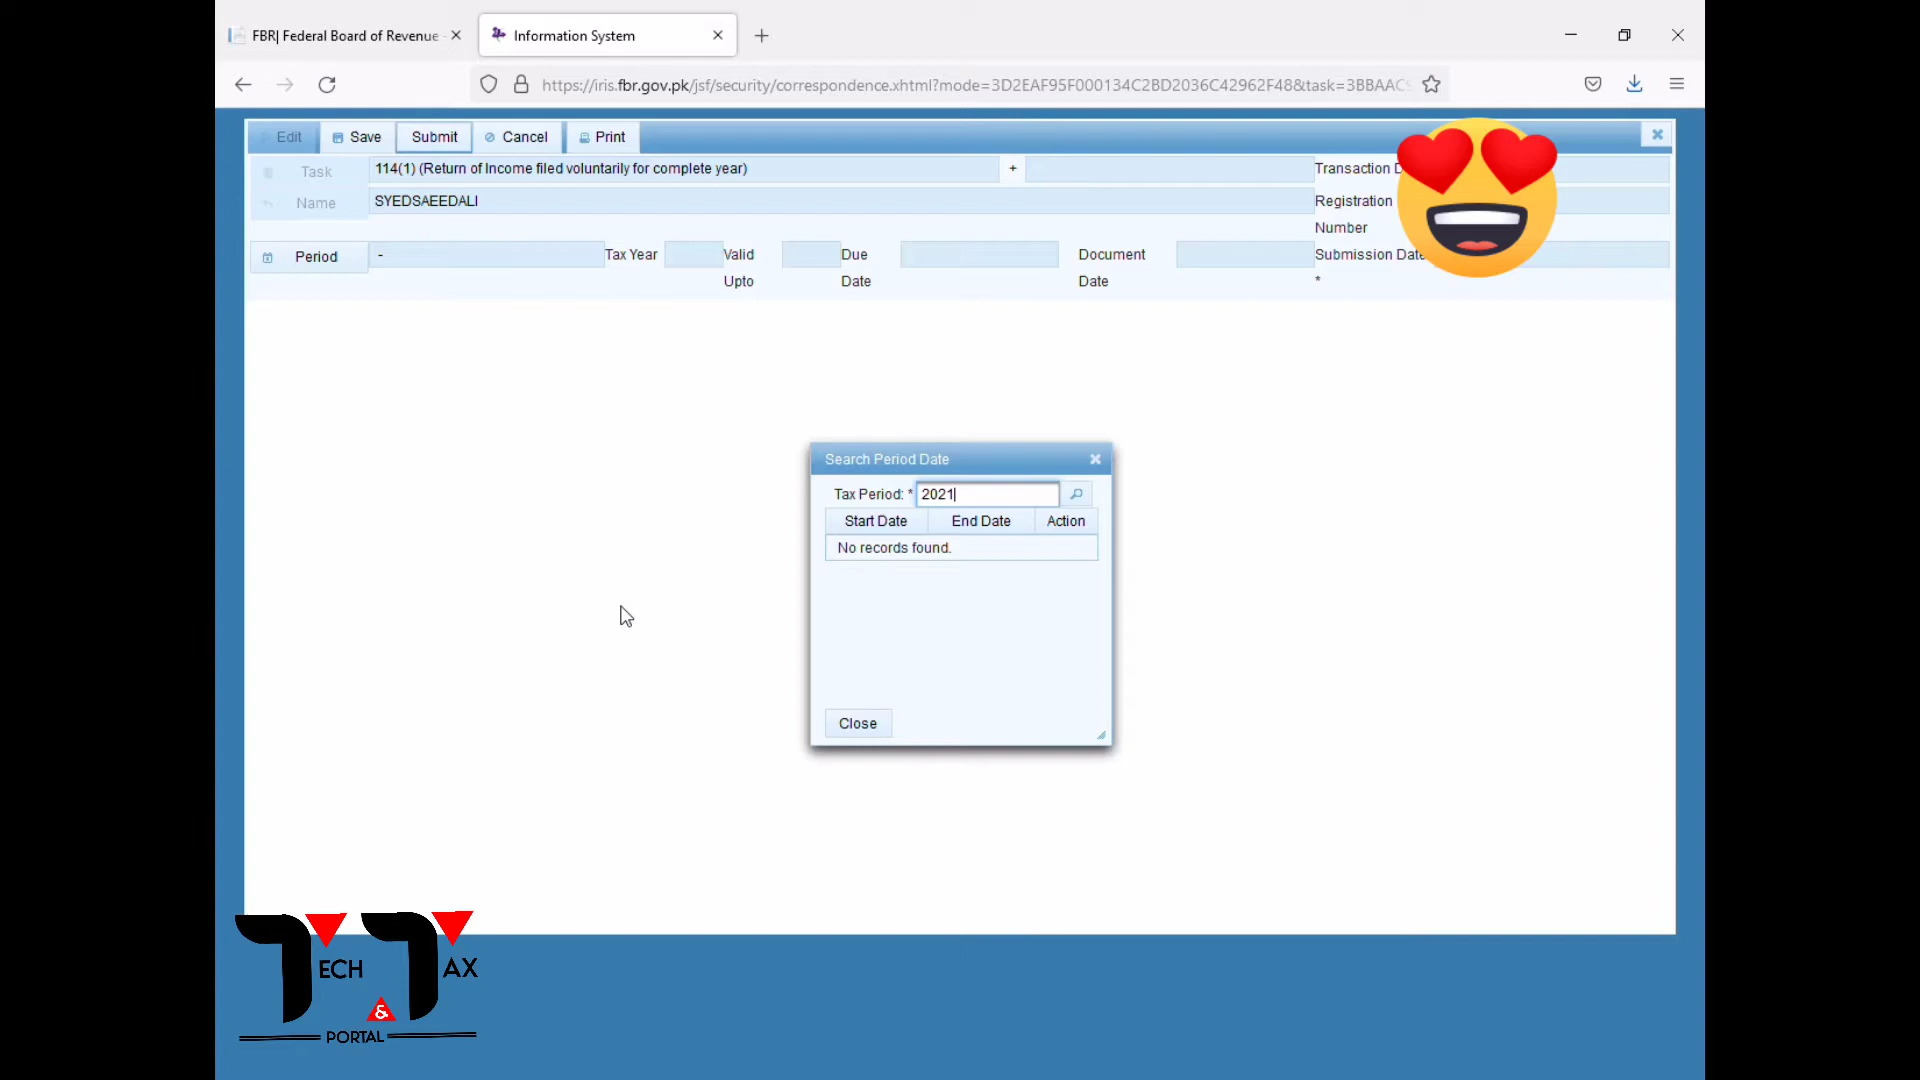 FBR| Federal Board of Revenue -
Information System
https://iris.fbr.gov.pk/jsf/security/correspondence.xhtml?mode=3D2EAF95F000134C2BD2036C42962F48&task=3BBAAC
Edit Save Submit Cancel Print
Task 114(1) (Return of Income filed voluntarily for complete year) + Transaction
Name SYEDSAEEDALI Registration
Number
Period - Tax Year Valid Due Document Submission Date
Upto Date Date *
Search Period Date
Tax Period: * 2021
Start Date End Date Action
No records found.
Close
TECH TAX
&
PORTAL